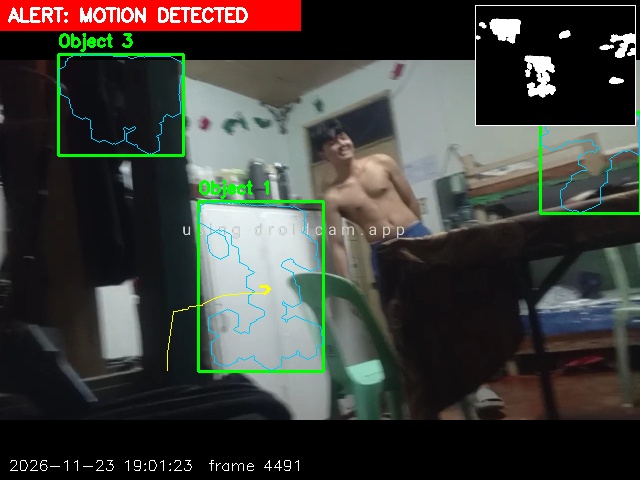 ALERT: MOTION DETECTED
Object 3
Object 1
using droidcam.app
2026-11-23 19:01:23 frame 4491